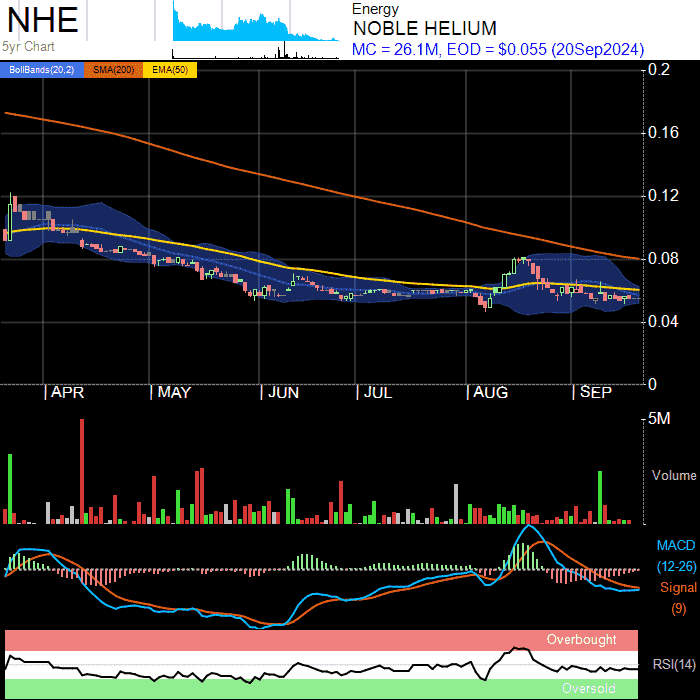 NHE
5yr Chart
Energy
NOBLE HELIUM
MC = 26.1M, EOD = $0.055 (20Sep2024)
BollBands(20,2) SMA(200) EMA(50)
0.2
0.16
0.12
0.08
0.04
0
| APR | MAY | JUN | JUL | AUG | SEP
5M
Volume
MACD
(12-26)
Signal
(9)
Overbought
RSI(14)
Oversold